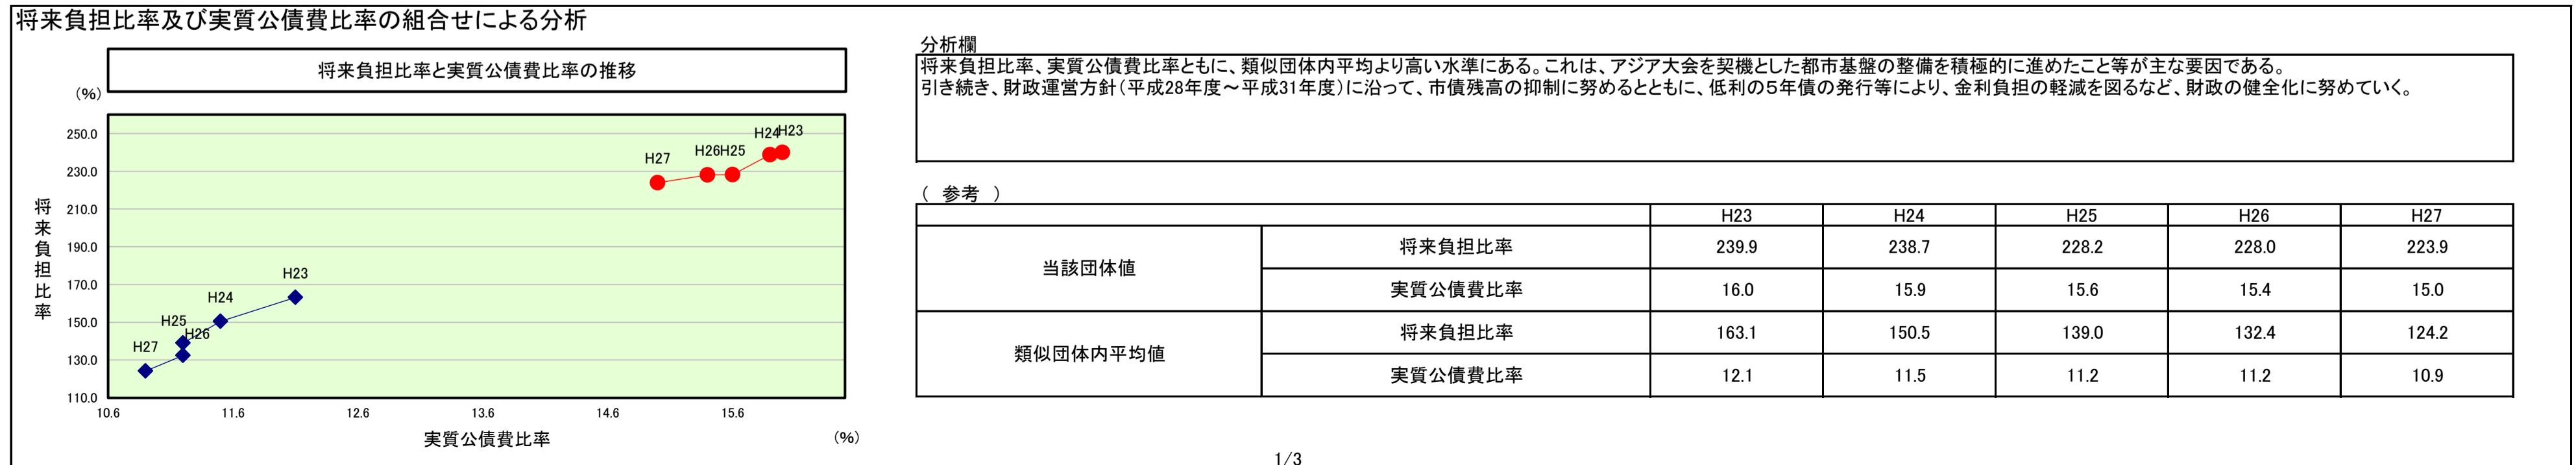 将来負担比率及び実質公債費比率の組合せによる分析
将来負担比率と実質公債費比率の推移
(%)
250.0
230.0
210.0
190.0
170.0
150.0
130.0
110.0
将来負担比率
10.6 11.6 12.6 13.6 14.6 15.6
実質公債費比率
(%)
H27 H26 H25 H24 H23
H27 H26 H25 H24 H23
分析欄
将来負担比率、実質公債費比率ともに、類似団体内平均より高い水準にある。これは、アジア大会を契機とした都市基盤の整備を積極的に進めたこと等が主な要因である。
引き続き、財政運営方針(平成28年度～平成31年度)に沿って、市債残高の抑制に努めるとともに、低利の5年債の発行等により、金利負担の軽減を図るなど、財政の健全化に努めていく。
( 参考 )
H23 H24 H25 H26 H27
当該団体値
将来負担比率 239.9 238.7 228.2 228.0 223.9
実質公債費比率 16.0 15.9 15.6 15.4 15.0
類似団体内平均値
将来負担比率 163.1 150.5 139.0 132.4 124.2
実質公債費比率 12.1 11.5 11.2 11.2 10.9
1/3